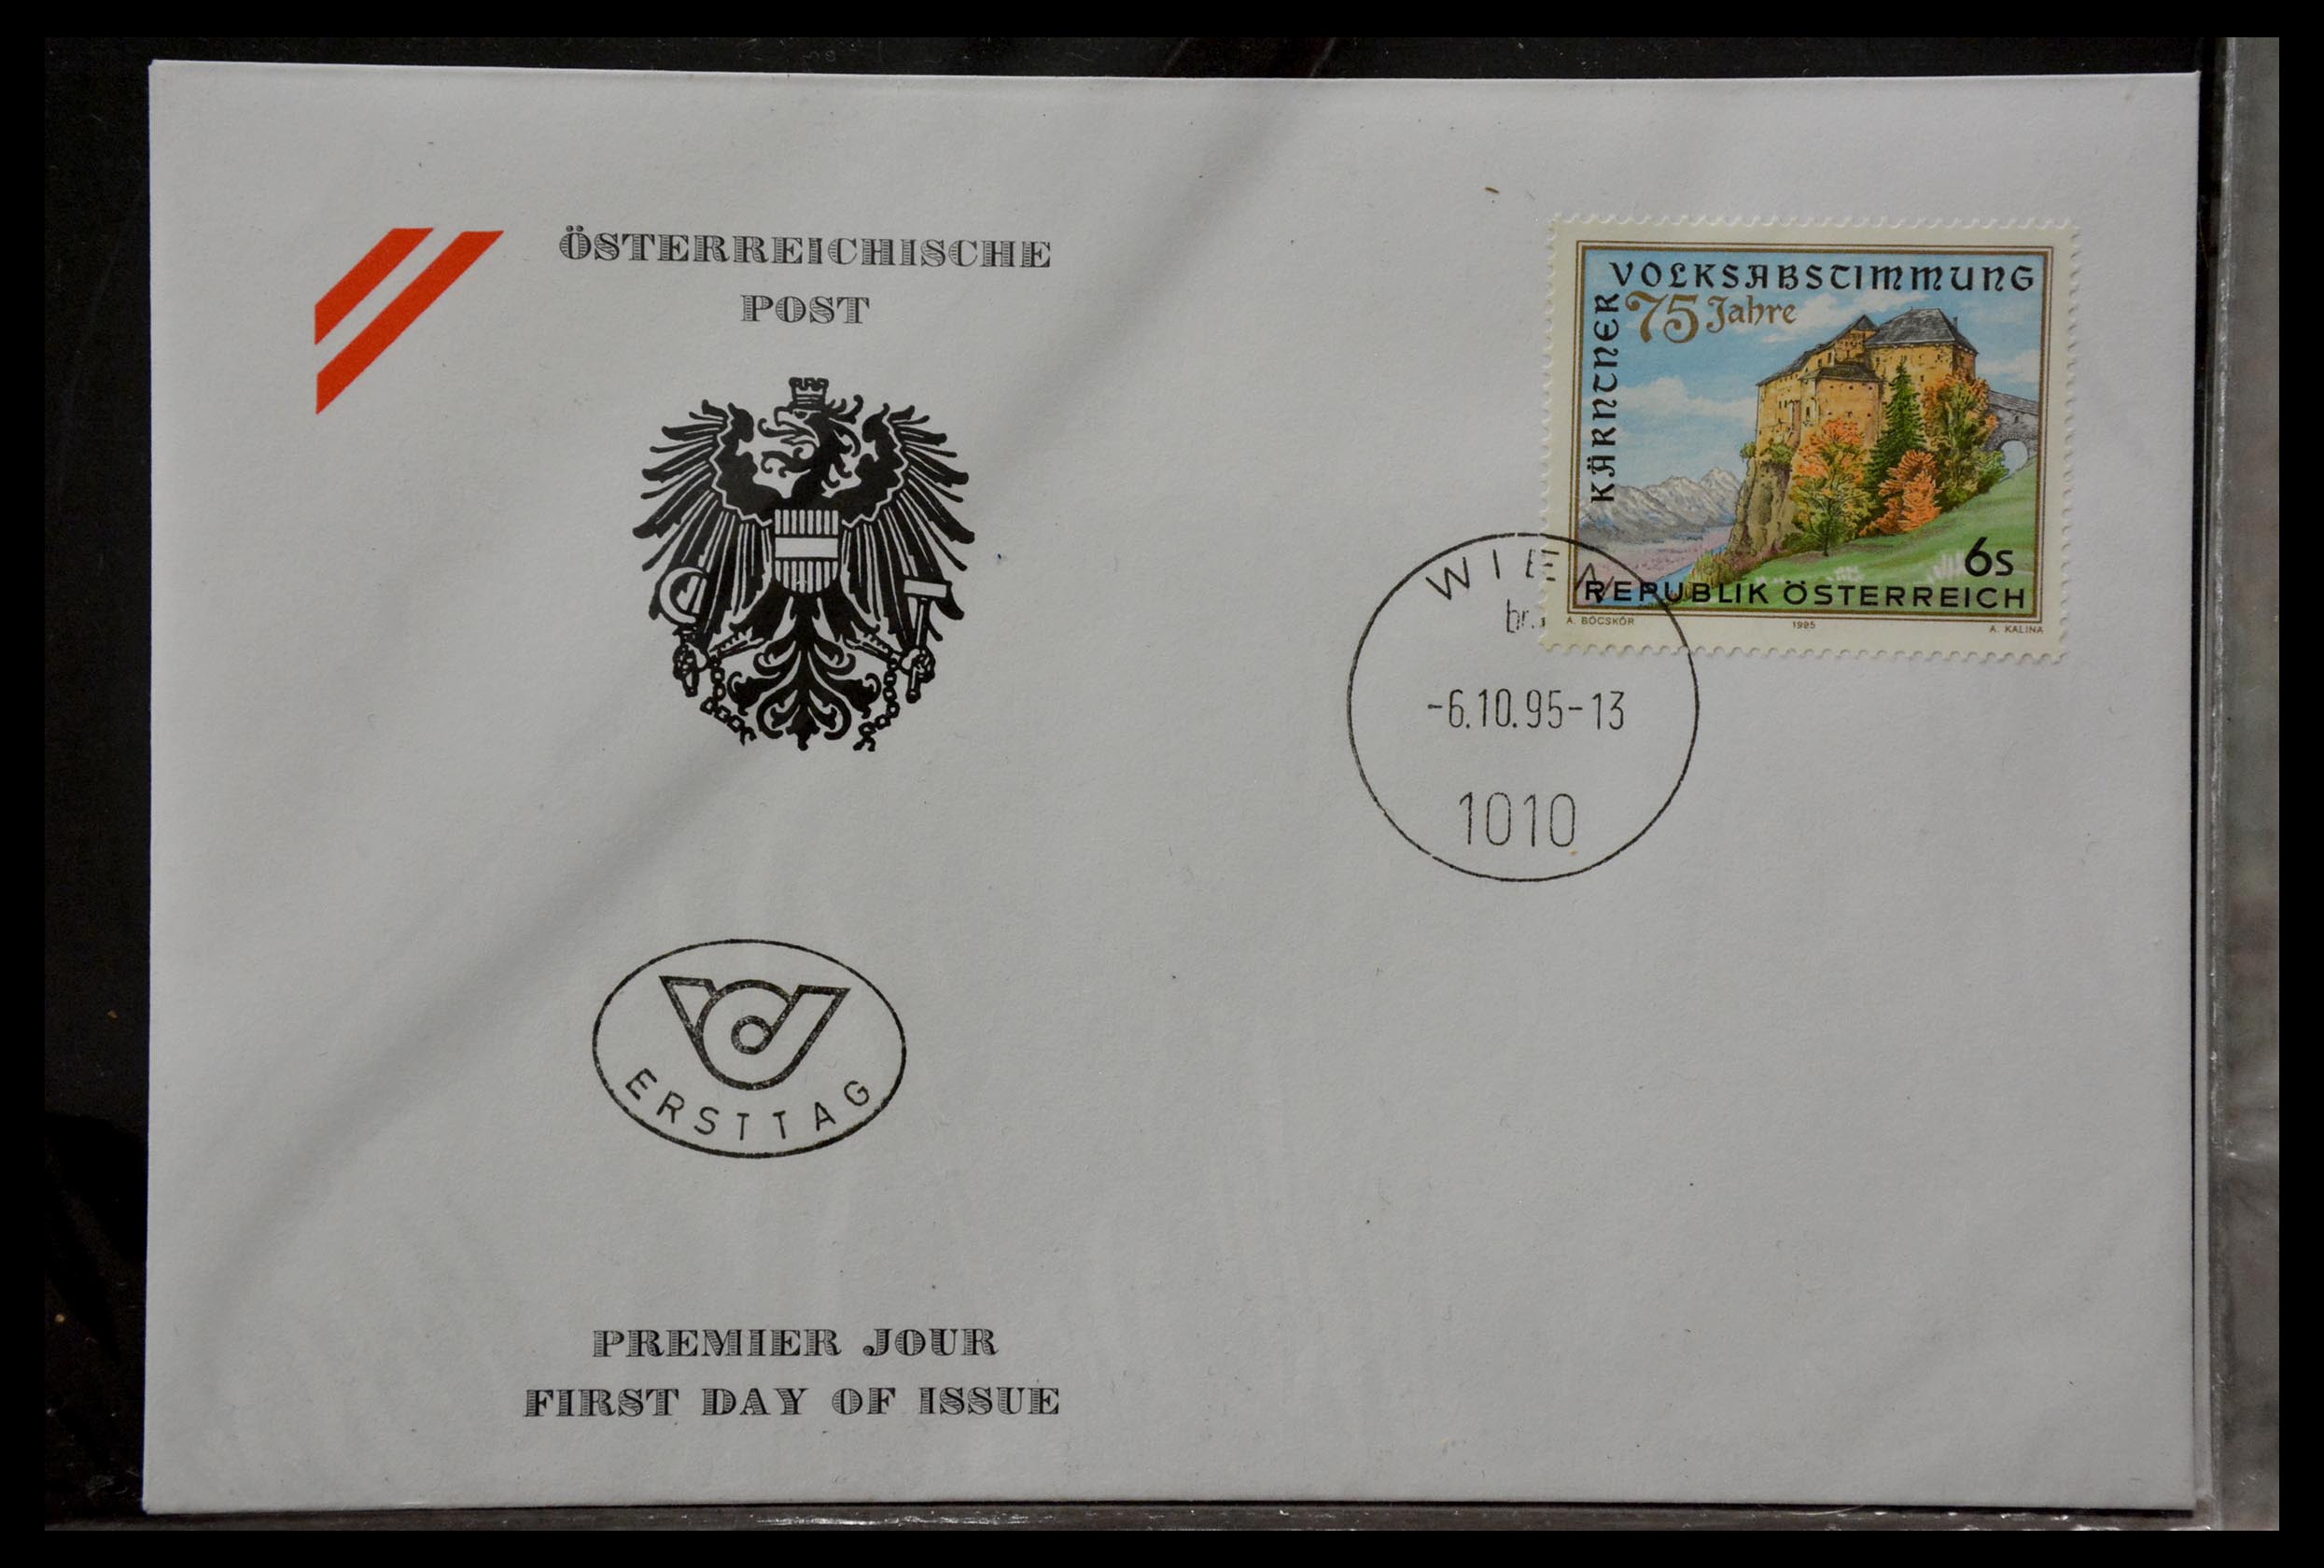 ÖSTERREICHISCHE
POST
KÄRNTNER
VOLKSABSTIMMUNG
75 Jahre
6S
REPUBLIK ÖSTERREICH
A. BÖCSKÖR 1995 A. KALINA
WIEN
-6.10.95-13
1010
ERSTTAG
PREMIER JOUR
FIRST DAY OF ISSUE